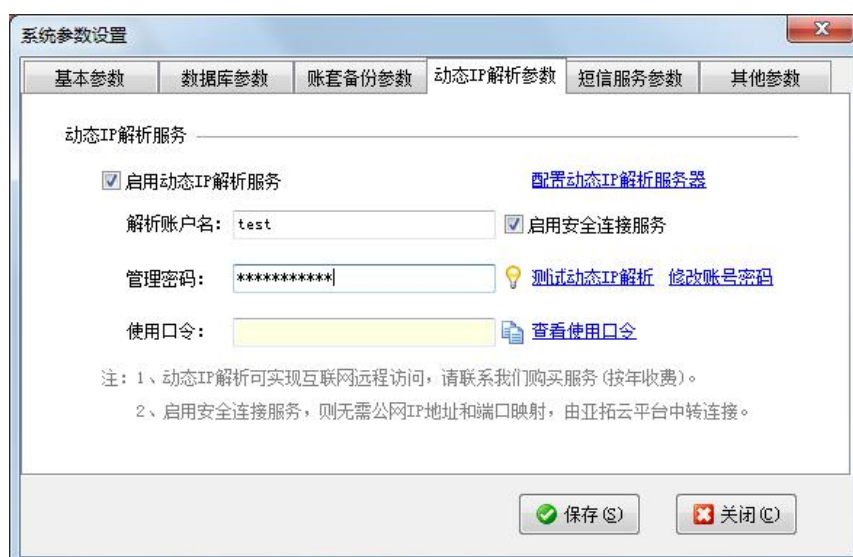 系统参数设置
基本参数 数据库参数 账套备份参数 动态IP解析参数 短信服务参数 其他参数
动态IP解析服务
启用动态IP解析服务 配置动态IP解析服务器
解析账户名: test 启用安全连接服务
管理密码: *********** 测试动态IP解析 修改账号密码
使用口令: 查看使用口令
注: 1、动态IP解析可实现互联网远程访问,请联系我们购买服务(按年收费)。
2、启用安全连接服务,则无需公网IP地址和端口映射,由亚拓云平台中转连接。
保存(S) 关闭(C)